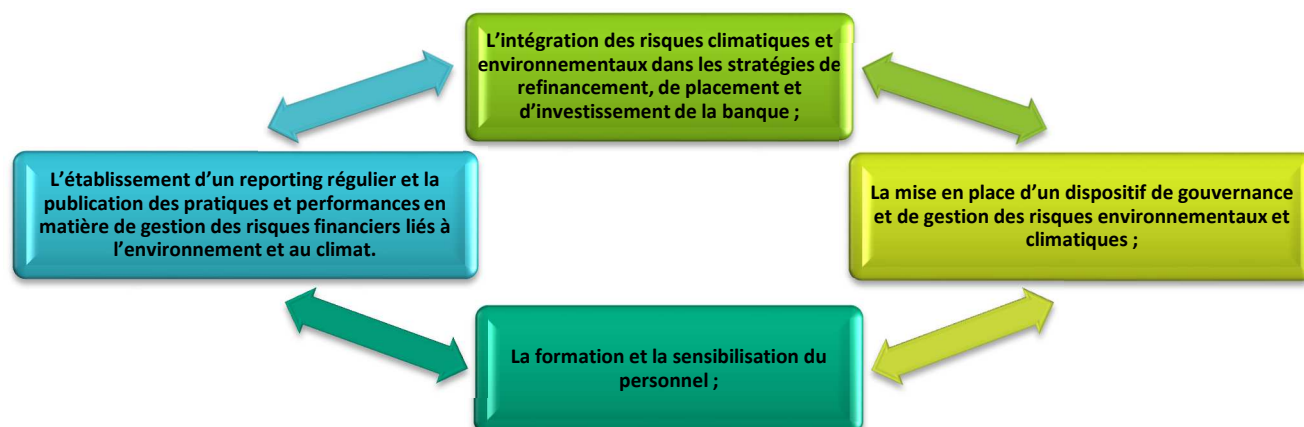 L’intégration des risques climatiques et
environnementaux dans les stratégies de
refinancement, de placement et
d’investissement de la banque ;
L’établissement d’un reporting régulier et la
publication des pratiques et performances en
matière de gestion des risques financiers liés à
l’environnement et au climat.
La mise en place d’un dispositif de gouvernance
et de gestion des risques environnementaux et
climatiques ;
La formation et la sensibilisation du
personnel ;